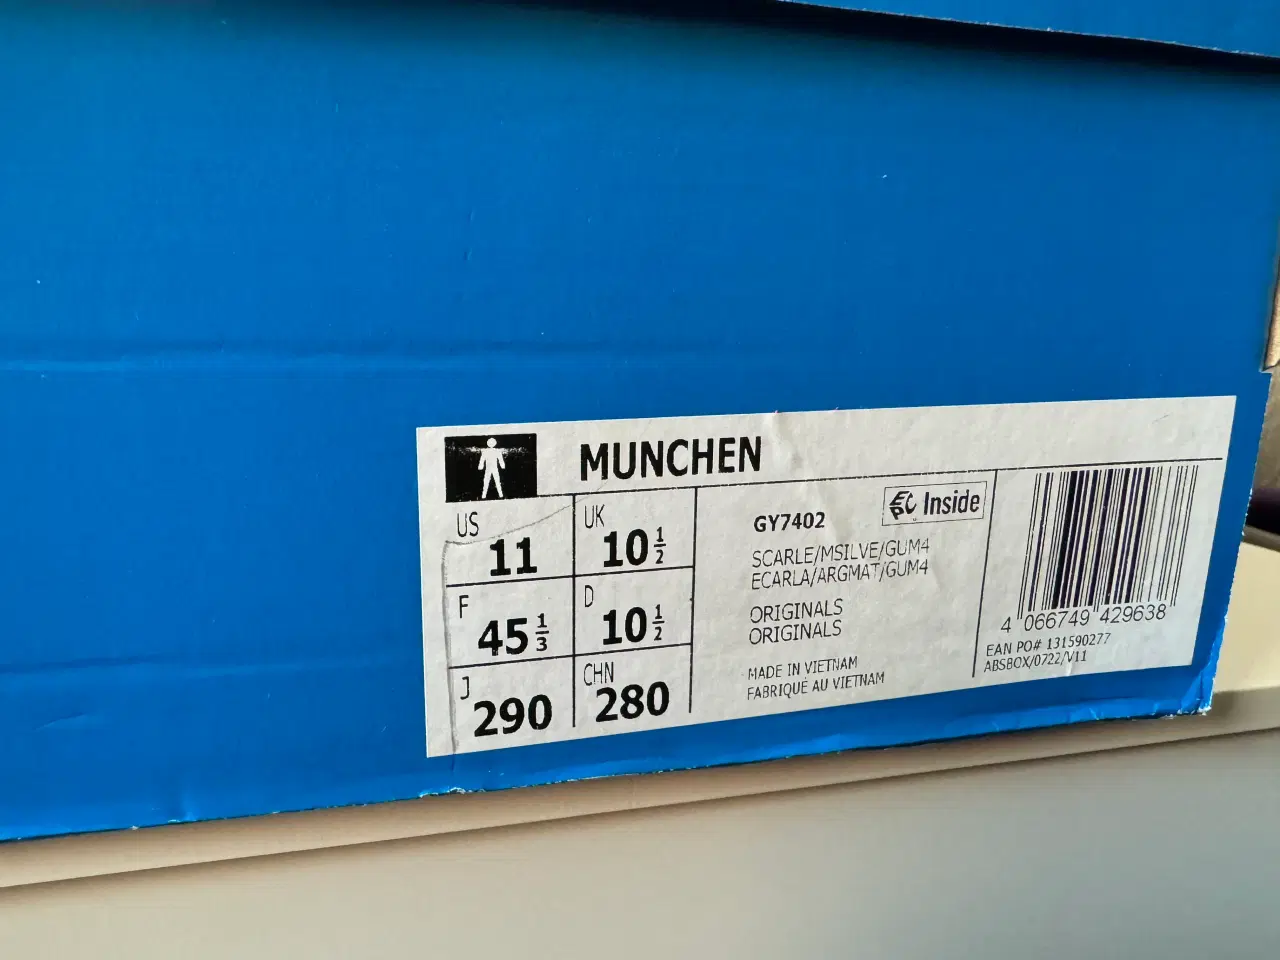 MUNCHEN
US 11
UK 10 1/2
F 45 1/3
D 10 1/2
J 290
CHN 280
GY7402
EPC Inside
SCARLE/MSILVE/GUM4
ECARLA/ARGMAT/GUM4
ORIGINALS
ORIGINALS
MADE IN VIETNAM
FABRIQUÉ AU VIETNAM
4 066749 429638
EAN PO# 131590277
ABSBOX/0722/V11